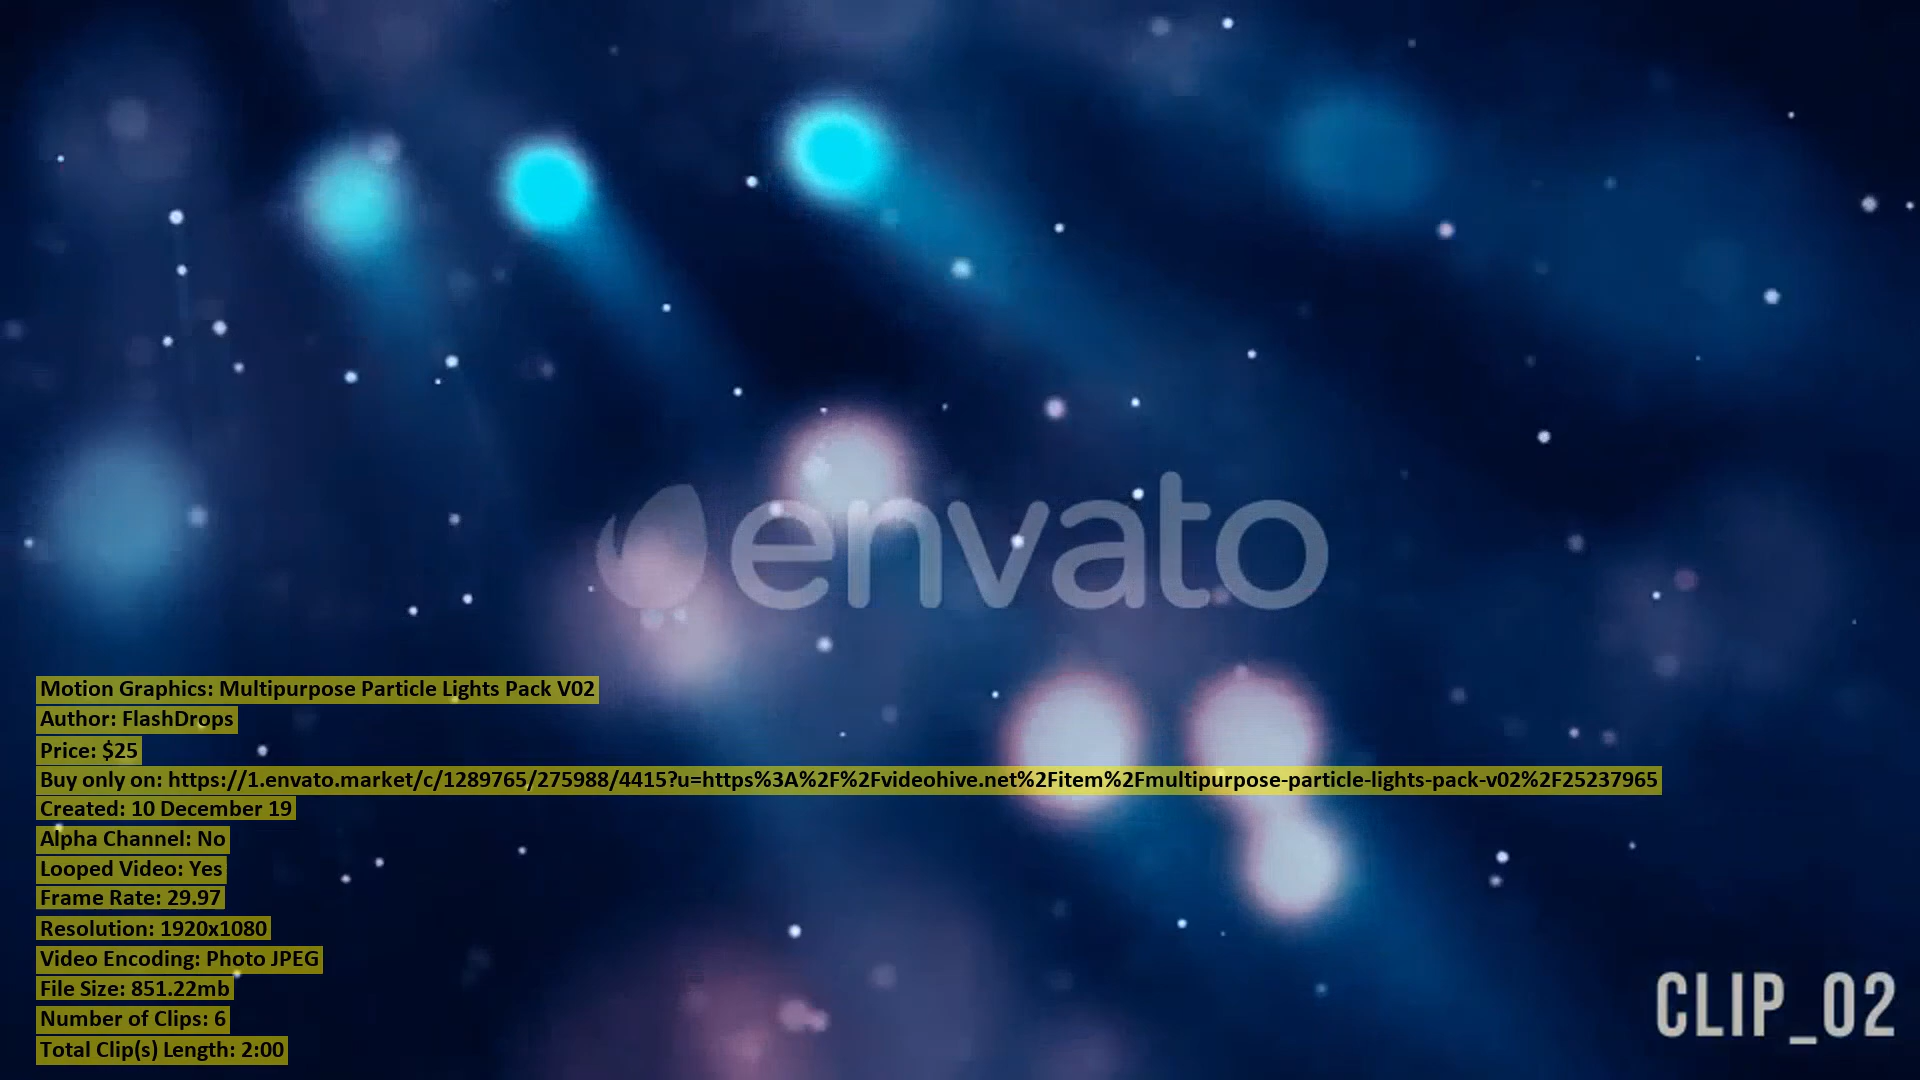 envato
Motion Graphics: Multipurpose Particle Lights Pack V02
Author: FlashDrops
Price: $25
Buy only on: https://1.envato.market/c/1289765/275988/4415?u=https%3A%2F%2Fvideohive.net%2Fitem%2Fmultipurpose-particle-lights-pack-v02%2F25237965
Created: 10 December 19
Alpha Channel: No
Looped Video: Yes
Frame Rate: 29.97
Resolution: 1920x1080
Video Encoding: Photo JPEG
File Size: 851.22mb
Number of Clips: 6
Total Clip(s) Length: 2:00
CLIP_02